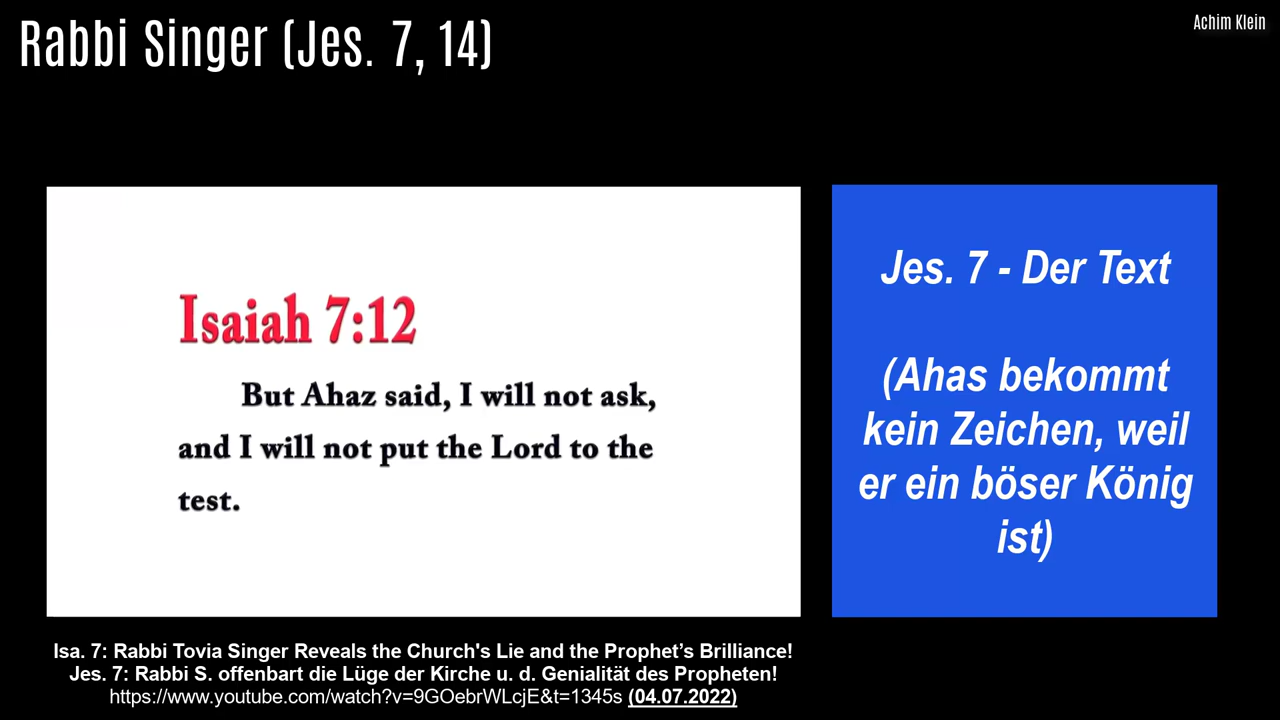 Rabbi Singer (Jes. 7, 14)
Achim Klein
Isaiah 7:12
But Ahaz said, I will not ask,
and I will not put the Lord to the
test.
Jes. 7 - Der Text
(Ahas bekommt
kein Zeichen, weil
er ein böser König
ist)
Isa. 7: Rabbi Tovia Singer Reveals the Church's Lie and the Prophet’s Brilliance!
Jes. 7: Rabbi S. offenbart die Lüge der Kirche u. d. Genialität des Propheten!
https://www.youtube.com/watch?v=9GOebrWLcjE&t=1345s (04.07.2022)